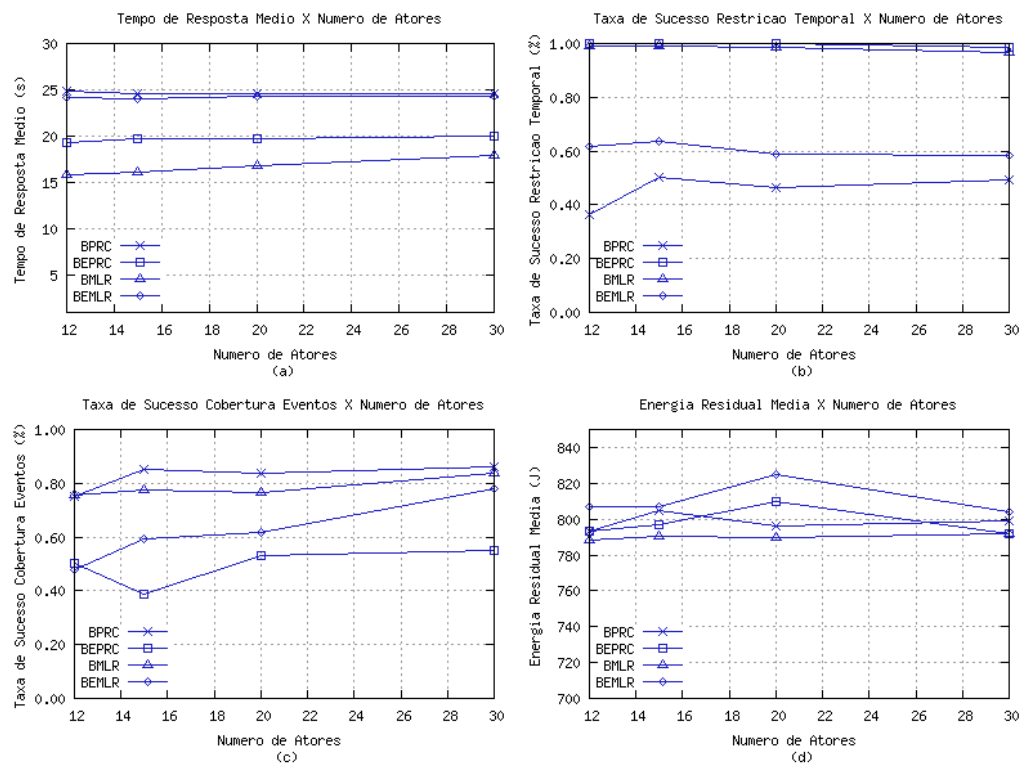 Tempo de Resposta Medio X Numero de Atores
Tempo de Resposta Medio (s)
30
25
20
15
10
5
BPRC
BEPRC
BMLR
BEMLR
12 14 16 18 20 22 24 26 28 30
Numero de Atores
(a)
Taxa de Sucesso Restricao Temporal X Numero de Atores
Taxa de Sucesso Restricao Temporal (%)
1.00
0.80
0.60
0.40
0.20
0.00
BPRC
BEPRC
BMLR
BEMLR
12 14 16 18 20 22 24 26 28 30
Numero de Atores
(b)
Taxa de Sucesso Cobertura Eventos X Numero de Atores
Taxa de Sucesso Cobertura Eventos (%)
1.00
0.80
0.60
0.40
0.20
0.00
BPRC
BEPRC
BMLR
BEMLR
12 14 16 18 20 22 24 26 28 30
Numero de Atores
(c)
Energia Residual Media X Numero de Atores
Energia Residual Media (J)
840
820
800
780
760
740
720
700
BPRC
BEPRC
BMLR
BEMLR
12 14 16 18 20 22 24 26 28 30
Numero de Atores
(d)